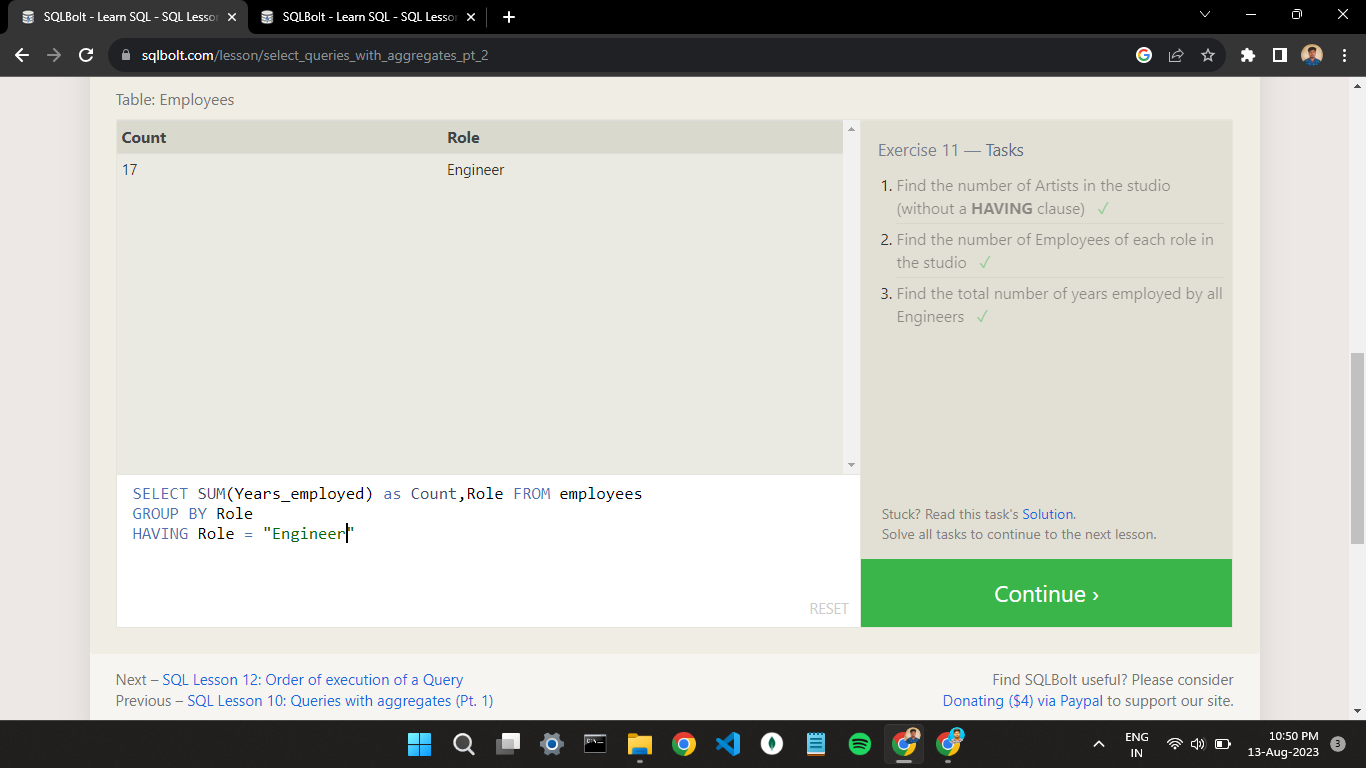 SQLBolt - Learn SQL - SQL Lesson
SQLBolt - Learn SQL - SQL Lesson
sqlbolt.com/lesson/select_queries_with_aggregates_pt_2
Table: Employees
Count Role
17 Engineer
Exercise 11 — Tasks
1. Find the number of Artists in the studio
(without a HAVING clause) ✓
2. Find the number of Employees of each role in
the studio ✓
3. Find the total number of years employed by all
Engineers ✓
SELECT SUM(Years_employed) as Count,Role FROM employees
GROUP BY Role
HAVING Role = "Engineer"
RESET
Stuck? Read this task's Solution.
Solve all tasks to continue to the next lesson.
Continue ›
Next – SQL Lesson 12: Order of execution of a Query
Previous – SQL Lesson 10: Queries with aggregates (Pt. 1)
Find SQLBolt useful? Please consider
Donating ($4) via Paypal to support our site.
ENG
IN
10:50 PM
13-Aug-2023
3